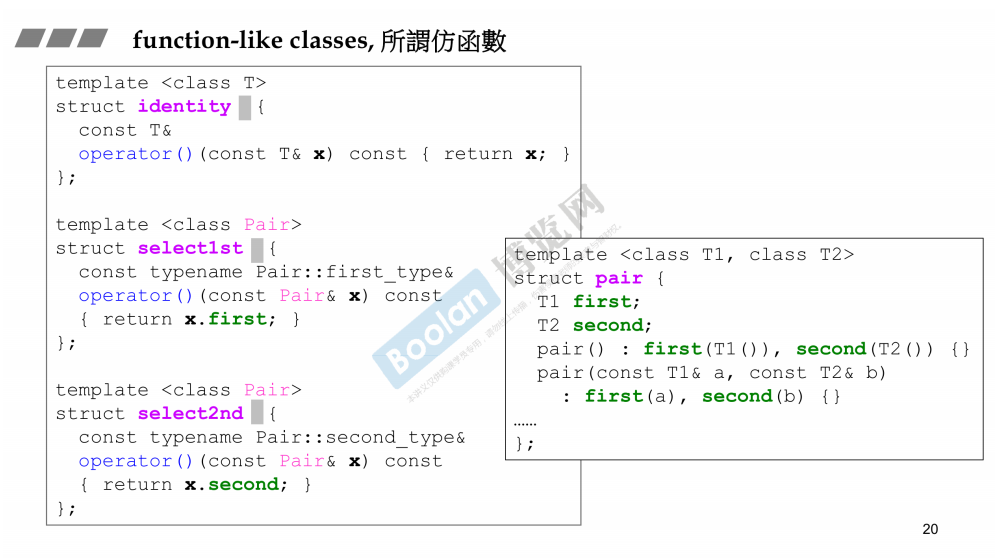 function-like classes, 所謂仿函數
template <class T>
struct identity {
  const T&
  operator()(const T& x) const { return x; }
};
template <class Pair>
struct select1st {
  const typename Pair::first_type&
  operator()(const Pair& x) const
  { return x.first; }
};
template <class Pair>
struct select2nd {
  const typename Pair::second_type&
  operator()(const Pair& x) const
  { return x.second; }
};
template <class T1, class T2>
struct pair {
  T1 first;
  T2 second;
  pair() : first(T1()), second(T2()) {}
  pair(const T1& a, const T2& b)
    : first(a), second(b) {}
……
};
Boolan 博览网
20